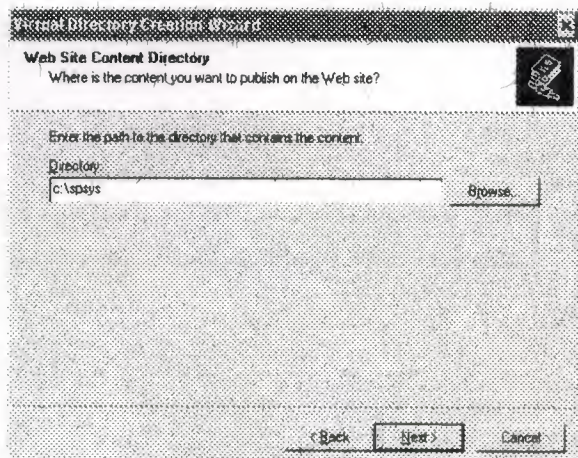 Virtual Directory Creation Wizard
Web Site Content Directory
Where is the content you want to publish on the Web site?
Enter the path to the directory that contains the content.
Directory:
c:\spsys
Browse...
< Back
Next >
Cancel